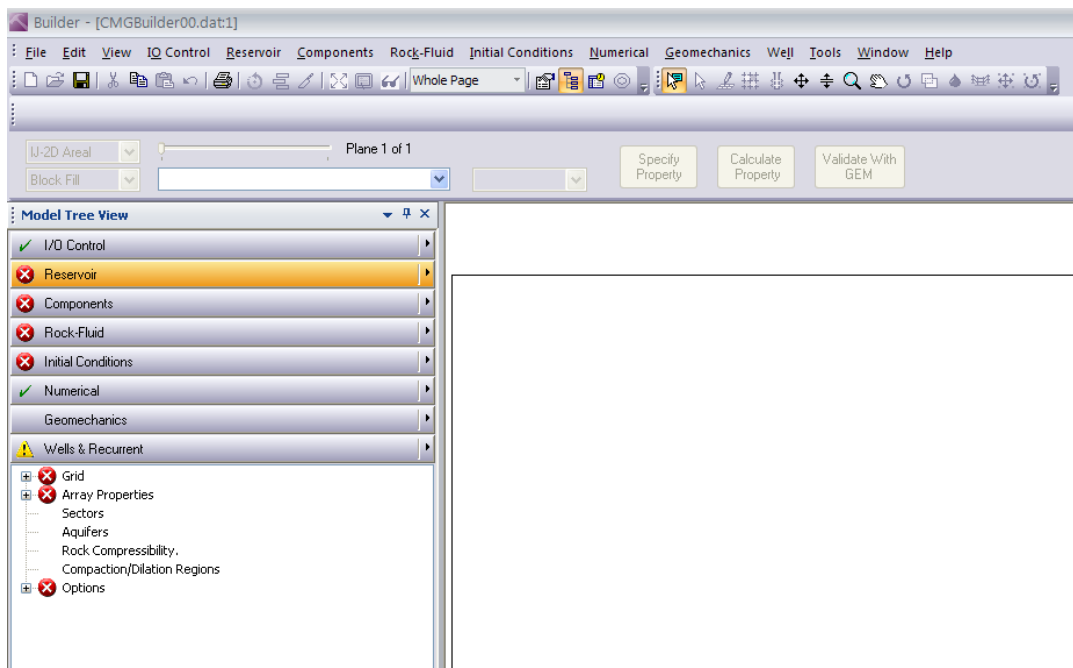 Builder - [CMGBuilder00.dat:1]
File Edit View IO Control Reservoir Components Rock-Fluid Initial Conditions Numerical Geomechanics Well Tools Window Help
Whole Page
IJ-2D Areal Plane 1 of 1
Block Fill
Specify Property
Calculate Property
Validate With GEM
Model Tree View
I/O Control
Reservoir
Components
Rock-Fluid
Initial Conditions
Numerical
Geomechanics
Wells & Recurrent
Grid
Array Properties
Sectors
Aquifers
Rock Compressibility.
Compaction/Dilation Regions
Options